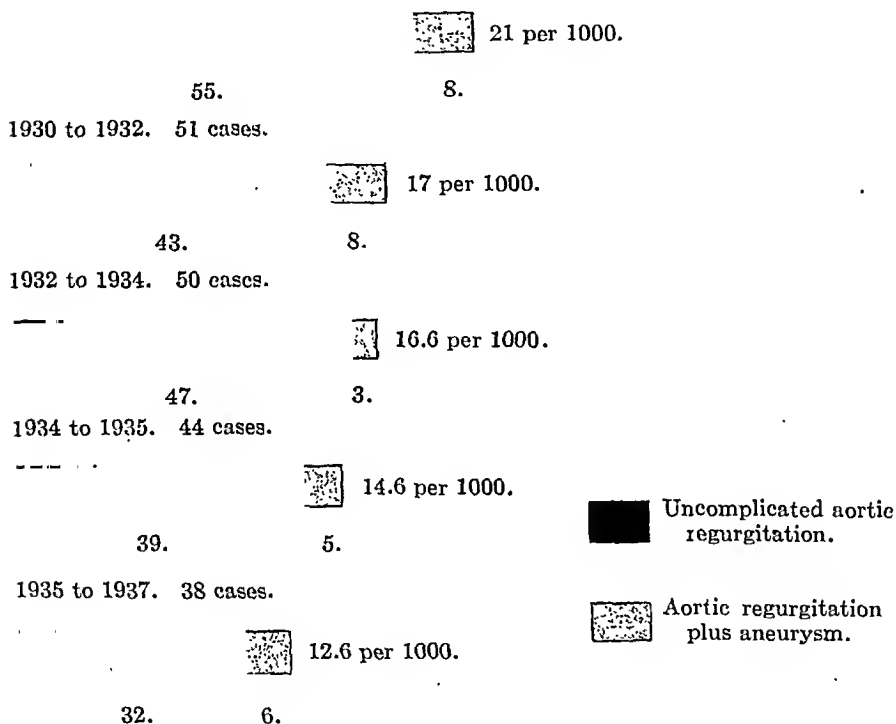 21 per 1000.
55. 8.
1930 to 1932. 51 cases.
17 per 1000.
43. 8.
1932 to 1934. 50 cases.
16.6 per 1000.
47. 3.
1934 to 1935. 44 cases.
14.6 per 1000.
39. 5.
1935 to 1937. 38 cases.
12.6 per 1000.
32. 6.
Uncomplicated aortic
regurgitation.
Aortic regurgitation
plus aneurysm.